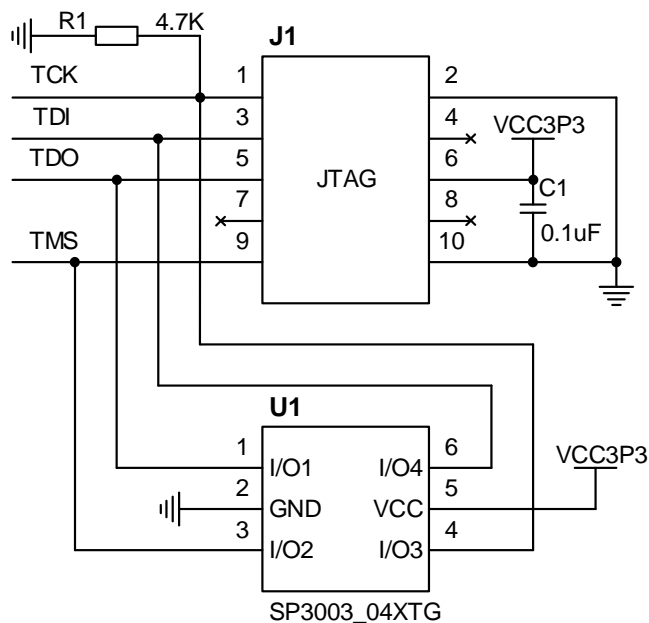 R1 4.7K
J1
TCK 1 2
TDI 3 4 VCC3P3
TDO 5 6
JTAG C1
7 8
0.1uF
TMS 9 10
U1
1 I/O1 I/O4 6 VCC3P3
2 GND VCC 5
3 I/O2 I/O3 4
SP3003_04XTG